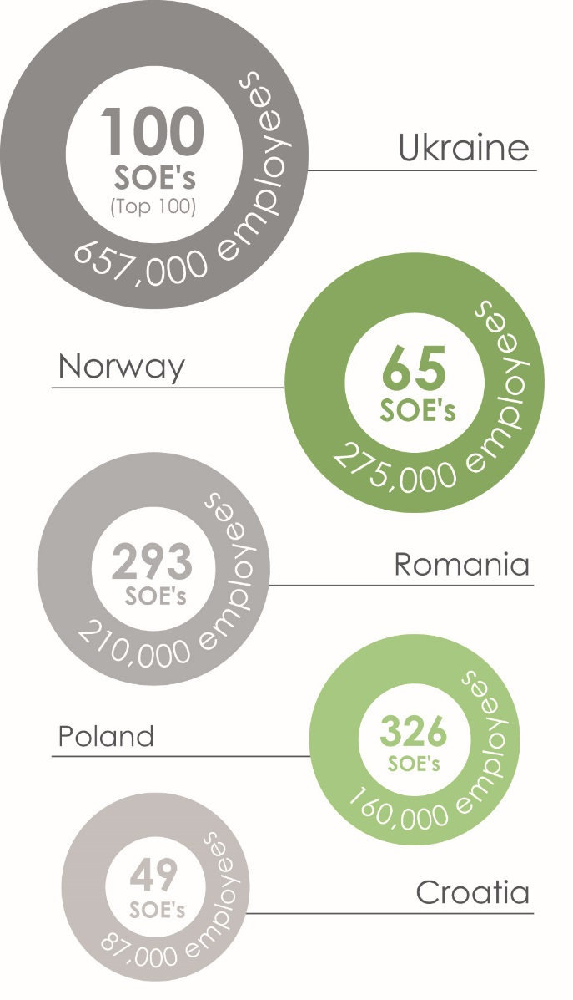 100
SOE's
(Top 100)
657,000 employees
Ukraine
Norway
65
SOE's
275,000 employees
293
SOE's
210,000 employees
Romania
Poland
326
SOE's
160,000 employees
49
SOE's
87,000 employees
Croatia